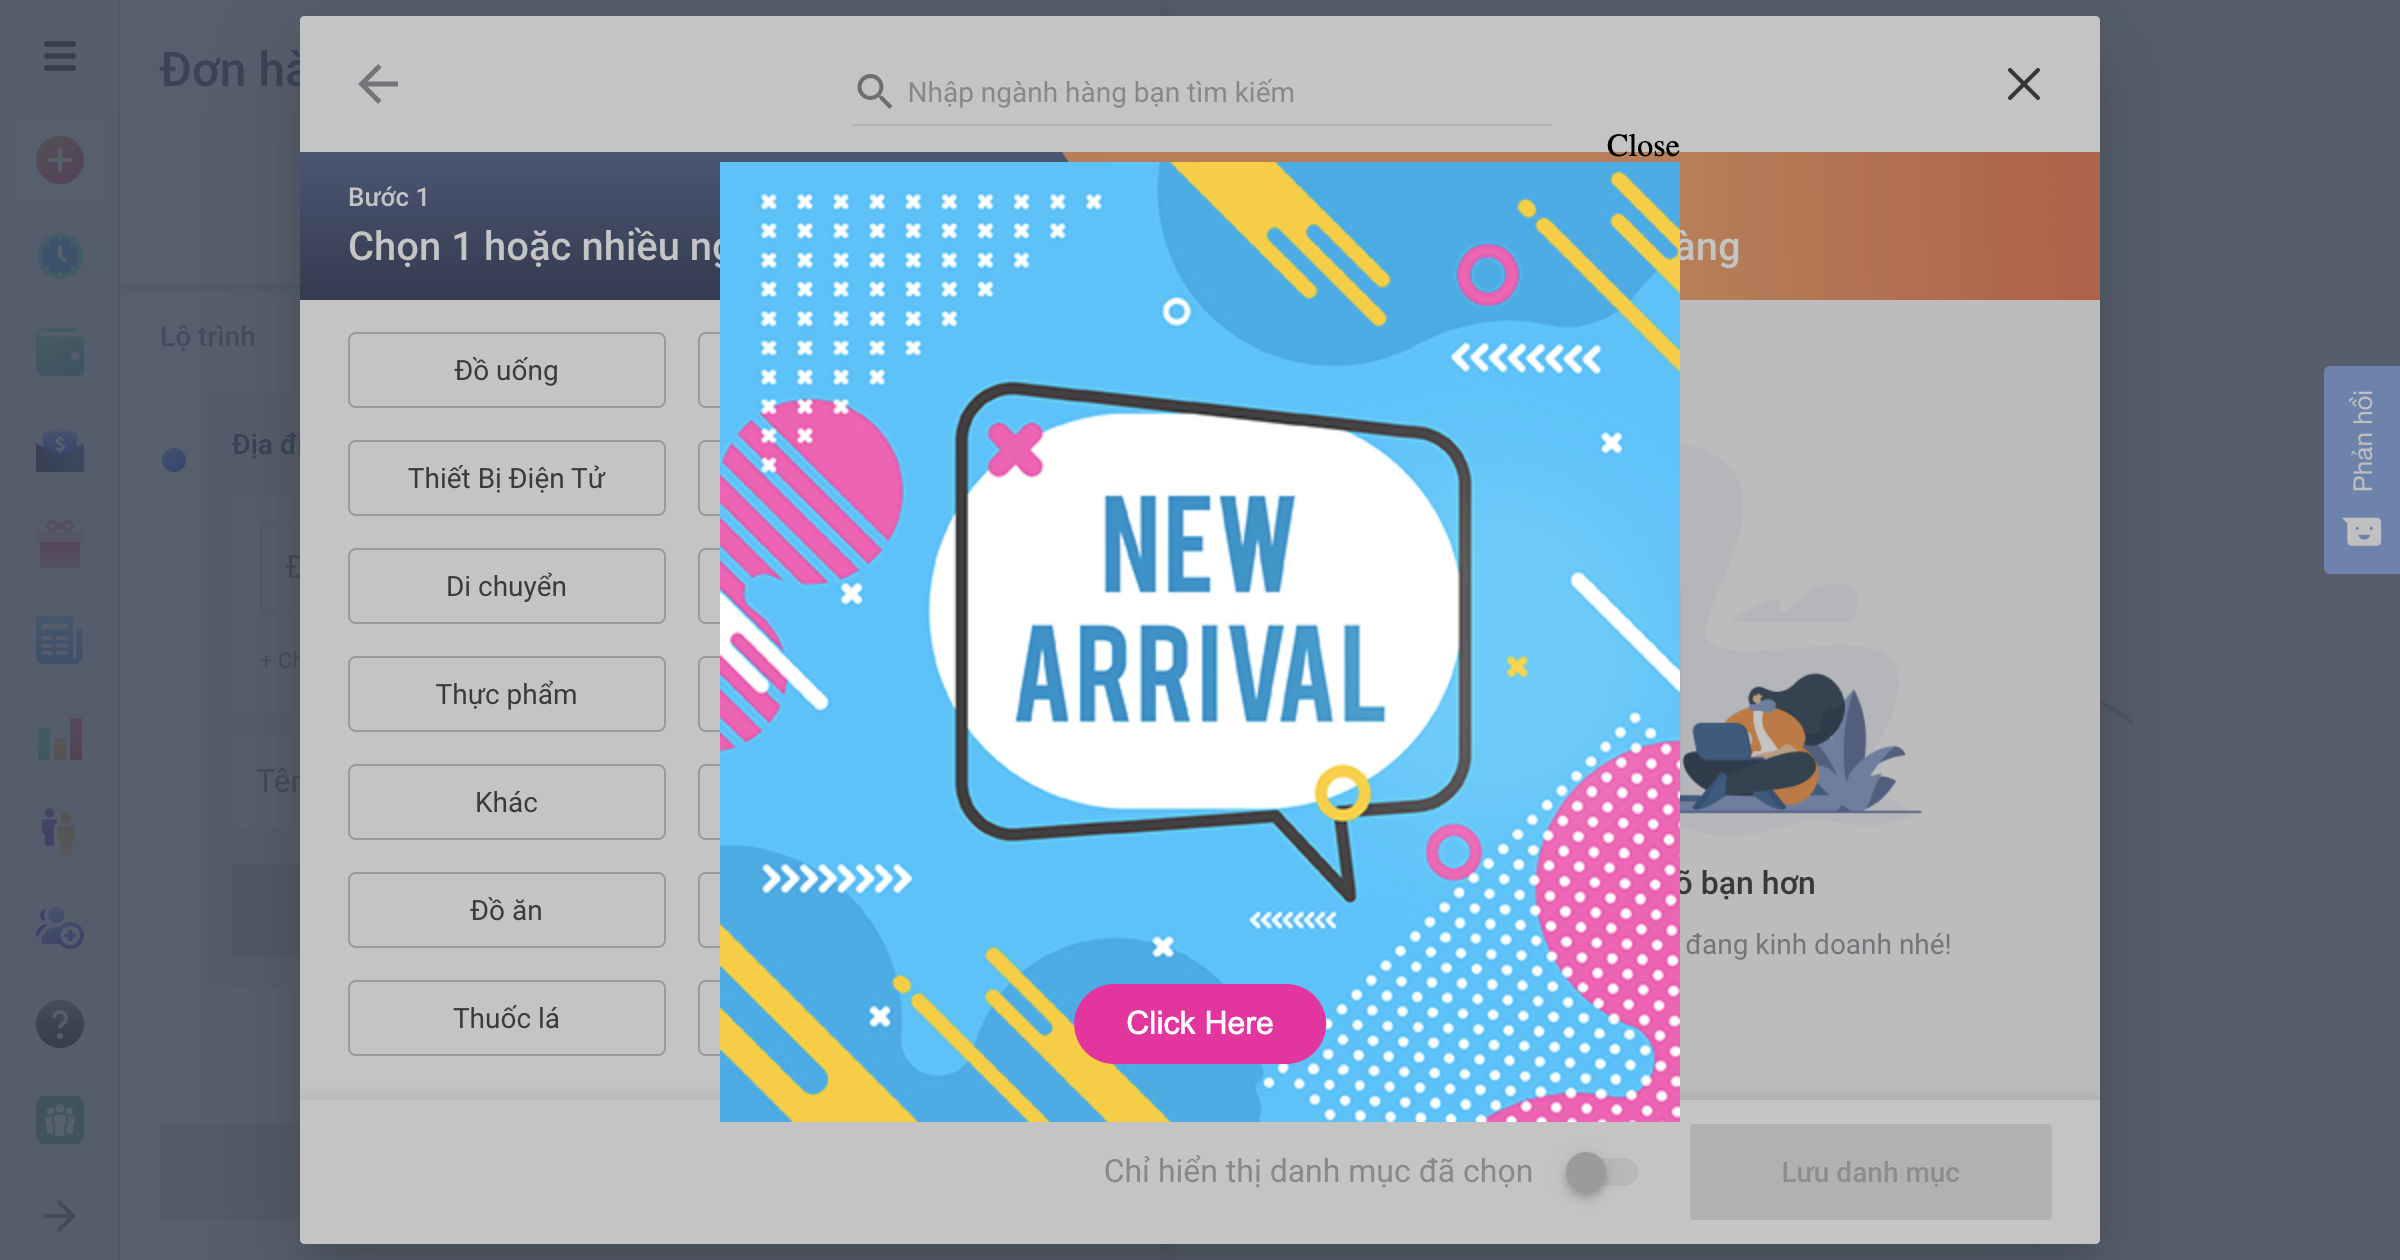 Đơn hà
Nhập ngành hàng bạn tìm kiếm
Close
Bước 1
Chọn 1 hoặc nhiều ng
àng
Lộ trình
Địa đi
+ Ch
Tên
Đồ uống
Thiết Bị Điện Tử
Di chuyển
Thực phẩm
Khác
Đồ ăn
Thuốc lá
NEW
ARRIVAL
Click Here
Phản hồi
õ bạn hơn
đang kinh doanh nhé!
Chỉ hiển thị danh mục đã chọn
Lưu danh mục